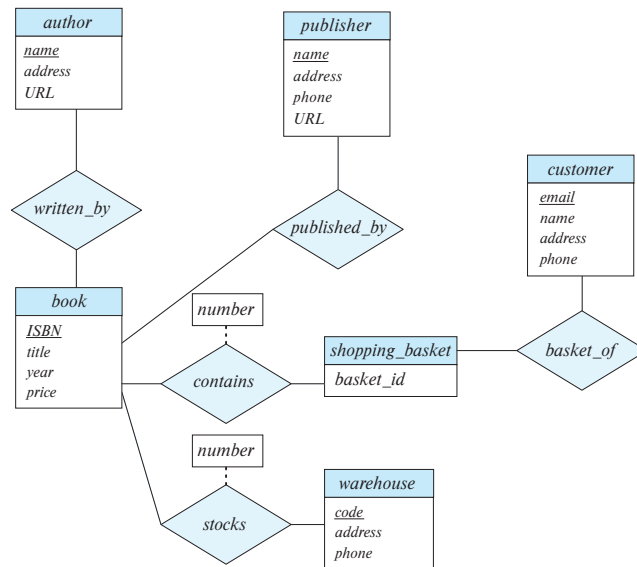 author
name
address
URL
publisher
name
address
phone
URL
written_by
published_by
customer
email
name
address
phone
book
ISBN
title
year
price
number
contains
shopping_basket
basket_id
basket_of
number
stocks
warehouse
code
address
phone